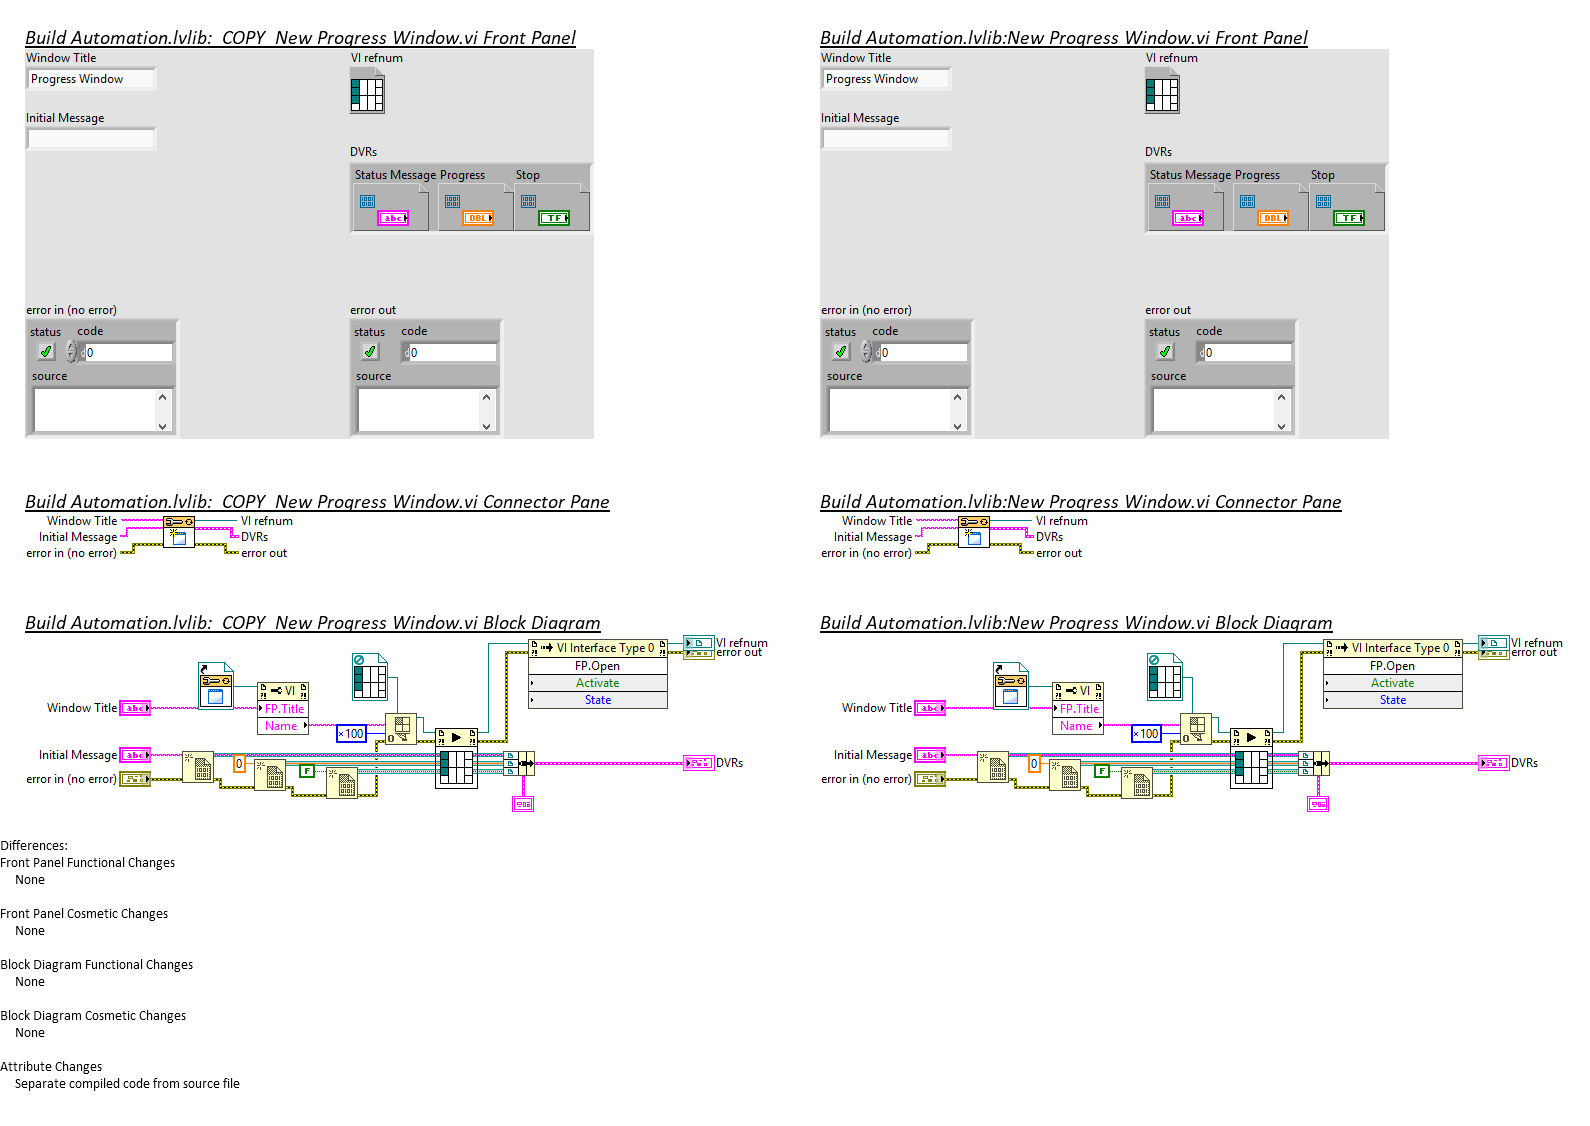 Build Automation.lvlib: COPY New Progress Window.vi Front Panel
Window Title
VI refnum
Progress Window
Initial Message
DVRs
Status Message Progress Stop
abc DBL TF
error in (no error)
error out
status code
status code
d 0
d 0
source
source
Build Automation.lvlib:New Progress Window.vi Front Panel
Window Title
VI refnum
Progress Window
Initial Message
DVRs
Status Message Progress Stop
abc DBL TF
error in (no error)
error out
status code
status code
d 0
d 0
source
source
Build Automation.lvlib: COPY New Progress Window.vi Connector Pane
Window Title VI refnum
Initial Message DVRs
error in (no error) error out
Build Automation.lvlib:New Progress Window.vi Connector Pane
Window Title VI refnum
Initial Message DVRs
error in (no error) error out
Build Automation.lvlib: COPY New Progress Window.vi Block Diagram
VI refnum
error out
VI Interface Type 0
FP.Open
Activate
State
VI
FP.Title
Name
Window Title abc
×100
0
Initial Message abc
0
F
DVRs
error in (no error)
Build Automation.lvlib:New Progress Window.vi Block Diagram
VI refnum
error out
VI Interface Type 0
FP.Open
Activate
State
VI
FP.Title
Name
Window Title abc
×100
0
Initial Message abc
0
F
DVRs
error in (no error)
Differences:
Front Panel Functional Changes
None
Front Panel Cosmetic Changes
None
Block Diagram Functional Changes
None
Block Diagram Cosmetic Changes
None
Attribute Changes
Separate compiled code from source file